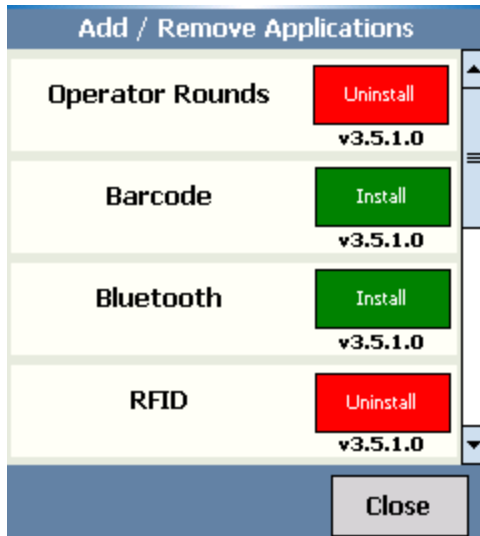 Add / Remove Applications
Operator Rounds
Uninstall
v3.5.1.0
Barcode
Install
v3.5.1.0
Bluetooth
Install
v3.5.1.0
RFID
Uninstall
v3.5.1.0
Close